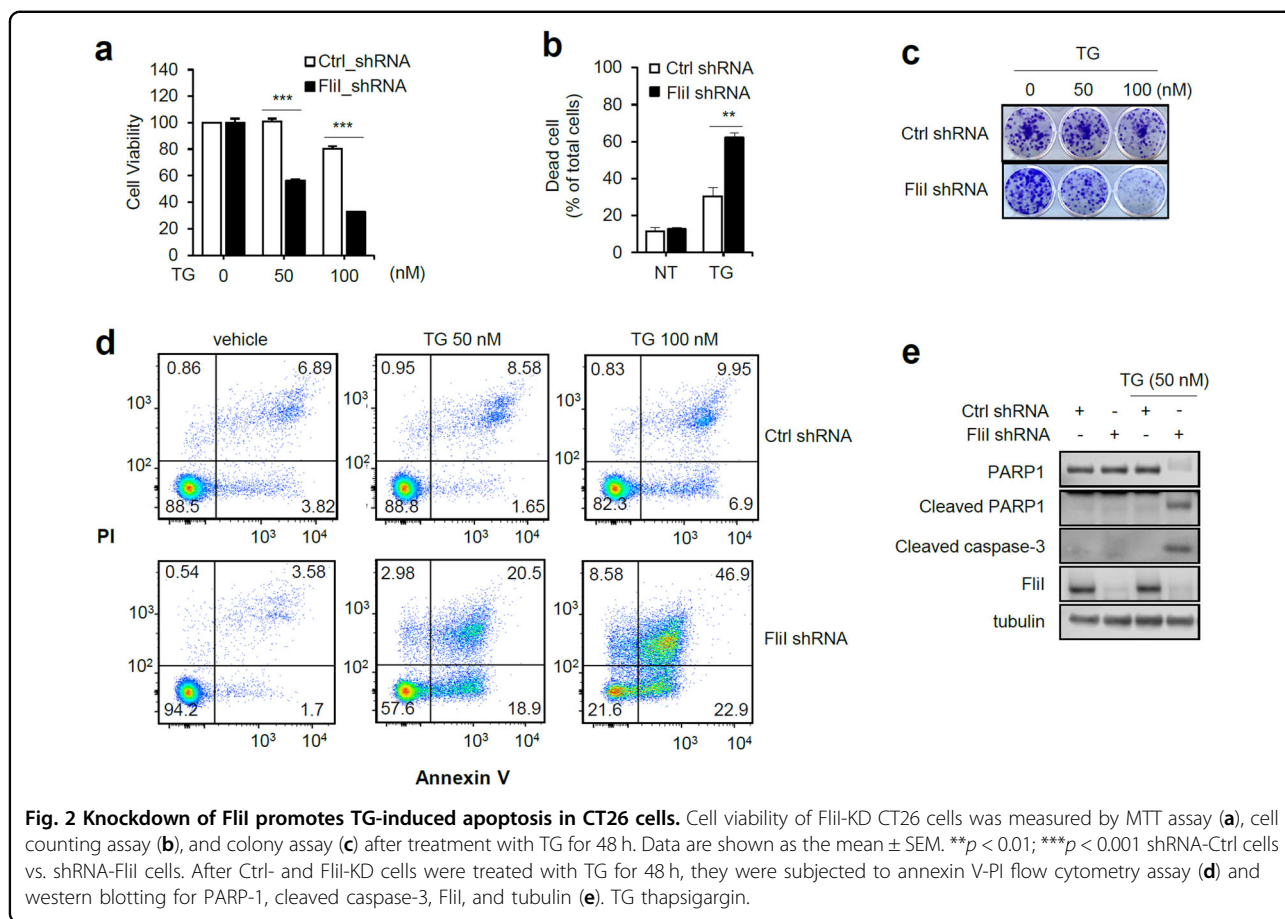 a
Ctrl_shRNA
FliI_shRNA
Cell Viability
140
120
100
80
60
40
20
0
***
***
TG 0 50 100 (nM)
b
Ctrl shRNA
FliI shRNA
Dead cell
(% of total cells)
100
80
60
40
20
0
**
NT TG
c
TG
0 50 100 (nM)
Ctrl shRNA
FliI shRNA
d
vehicle TG 50 nM TG 100 nM
0.86 6.89 0.95 8.58 0.83 9.95
10³ 10³ 10³
Ctrl shRNA
10² 10² 10²
88.5 3.82 88.8 1.65 82.3 6.9
10³ 10⁴ 10³ 10⁴ 10³ 10⁴
PI
0.54 3.58 2.98 20.5 8.58 46.9
10³ 10³ 10³
FliI shRNA
10² 10² 10²
94.2 1.7 57.6 18.9 21.6 22.9
10³ 10⁴ 10³ 10⁴ 10³ 10⁴
Annexin V
e
TG (50 nM)
Ctrl shRNA + - + -
FliI shRNA - + - +
PARP1
Cleaved PARP1
Cleaved caspase-3
FliI
tubulin
Fig. 2 Knockdown of FliI promotes TG-induced apoptosis in CT26 cells. Cell viability of FliI-KD CT26 cells was measured by MTT assay (a), cell
counting assay (b), and colony assay (c) after treatment with TG for 48 h. Data are shown as the mean ± SEM. **p < 0.01; ***p < 0.001 shRNA-Ctrl cells
vs. shRNA-FliI cells. After Ctrl- and FliI-KD cells were treated with TG for 48 h, they were subjected to annexin V-PI flow cytometry assay (d) and
western blotting for PARP-1, cleaved caspase-3, FliI, and tubulin (e). TG thapsigargin.